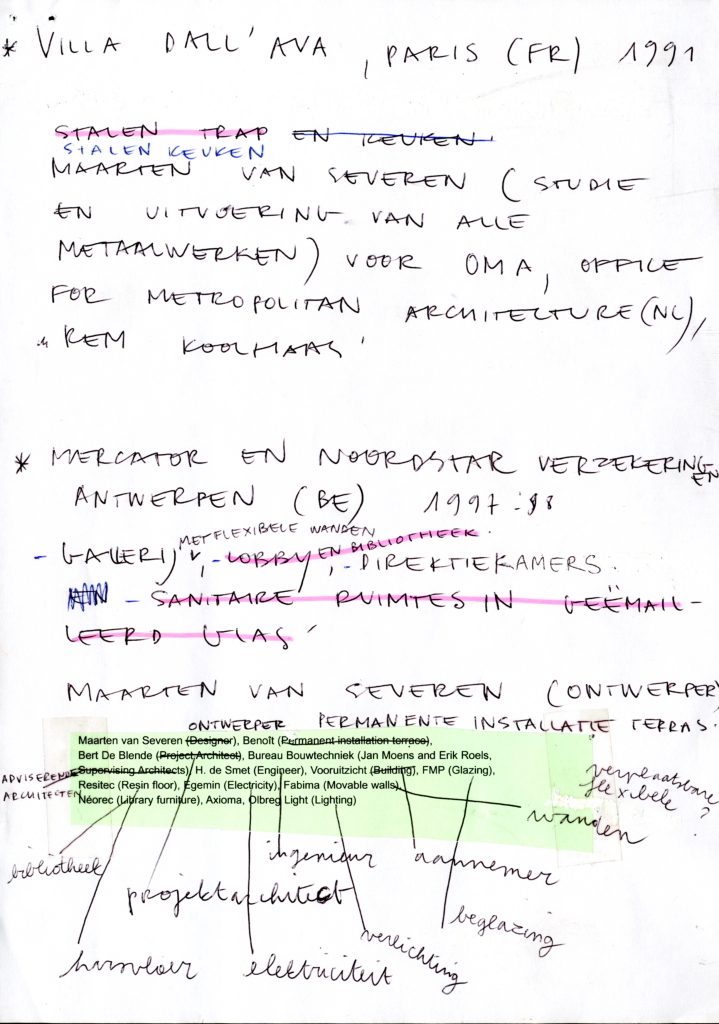 * VILLA DALL'AVA, PARIS (FR) 1991
STALEN TRAP EN KEUKEN
STALEN KEUKEN
MAARTEN VAN SEVEREN (STUDIE
EN UITVOERING VAN ALLE
METAALWERKEN) VOOR OMA, OFFICE
FOR METROPOLITAN ARCHITECTURE (NL),
REM KOOLHAAS
* MERCATOR EN NOORDSTAR VERZEKERINGEN
ANTWERPEN (BE) 1997-98
MET FLEXIBELE WANDEN
- GALLERIJ, - LOBBY EN BIBLIOTHEEK, - DIREKTIEKAMERS.
- SANITAIRE RUIMTES IN GEËMAIL-
LEERD GLAS
MAARTEN VAN SEVEREN (ONTWERPER)
ONTWERPER PERMANENTE INSTALLATIE TERRAS.
Maarten van Severen (Designer), Benoît (Permanent installation terrace),
Bert De Blende (Project Architect), Bureau Bouwtechniek (Jan Moens and Erik Roels,
ADVISERENDE Supervising Architects), H. de Smet (Engineer), Vooruitzicht (Building), FMP (Glazing),
ARCHITECTEN Resitec (Resin floor), Egemin (Electricity), Fabima (Movable walls),
Néorec (Library furniture), Axioma, Olbreg Light (Lighting)
verplaatsbare
flexibele ?
wanden
bibliotheek ingenieur aannemer
projektarchitect
beglazing
verlichting
harsvloer elektriciteit